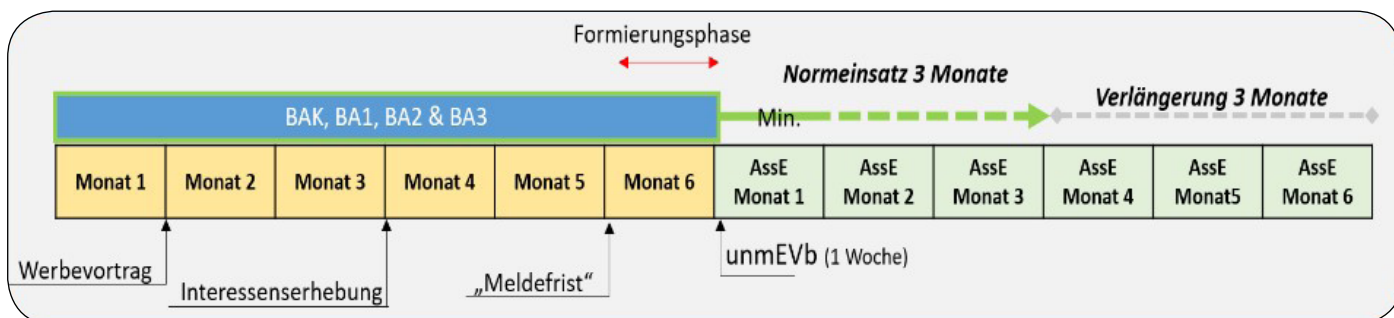 Formierungsphase
Normeinsatz 3 Monate
Verlängerung 3 Monate
BAK, BA1, BA2 & BA3
Min.
Monat 1
Monat 2
Monat 3
Monat 4
Monat 5
Monat 6
AssE
Monat 1
AssE
Monat 2
AssE
Monat 3
AssE
Monat 4
AssE
Monat5
AssE
Monat 6
Werbevortrag
Interessenserhebung
„Meldefrist“
unmEVb (1 Woche)